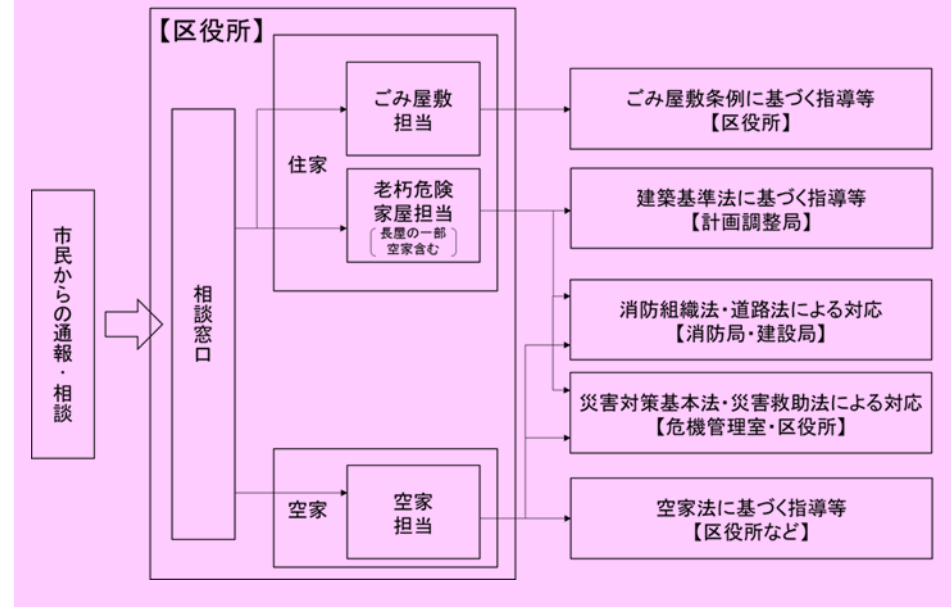 【区役所】
市民からの通報・相談
相談窓口
住家
ごみ屋敷
担当
老朽危険
家屋担当
長屋の一部
空家含む
空家
空家
担当
ごみ屋敷条例に基づく指導等
【区役所】
建築基準法に基づく指導等
【計画調整局】
消防組織法・道路法による対応
【消防局・建設局】
災害対策基本法・災害救助法による対応
【危機管理室・区役所】
空家法に基づく指導等
【区役所など】